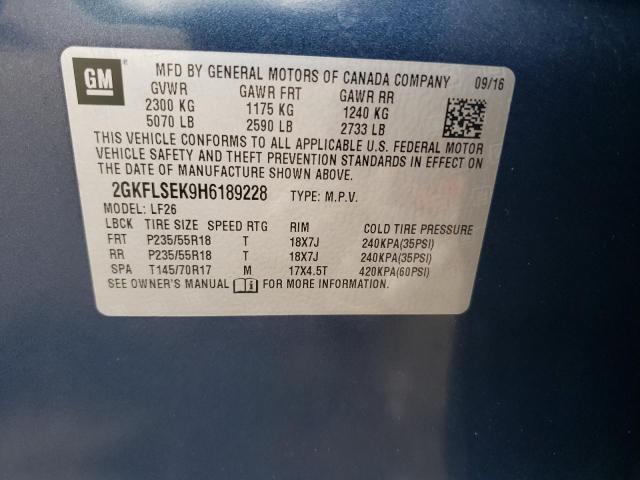 GM
MFD BY GENERAL MOTORS OF CANADA COMPANY 09/16
GVWR GAWR FRT GAWR RR
2300 KG 1175 KG 1240 KG
5070 LB 2590 LB 2733 LB
THIS VEHICLE CONFORMS TO ALL APPLICABLE U.S. FEDERAL MOTOR
VEHICLE SAFETY AND THEFT PREVENTION STANDARDS IN EFFECT ON
THE DATE OF MANUFACTURE SHOWN ABOVE.
2GKFLSEK9H6189228 TYPE: M.P.V.
MODEL: LF26
LBCK TIRE SIZE SPEED RTG RIM COLD TIRE PRESSURE
FRT P235/55R18 T 18X7J 240KPA(35PSI)
RR P235/55R18 T 18X7J 240KPA(35PSI)
SPA T145/70R17 M 17X4.5T 420KPA(60PSI)
SEE OWNER'S MANUAL FOR MORE INFORMATION.